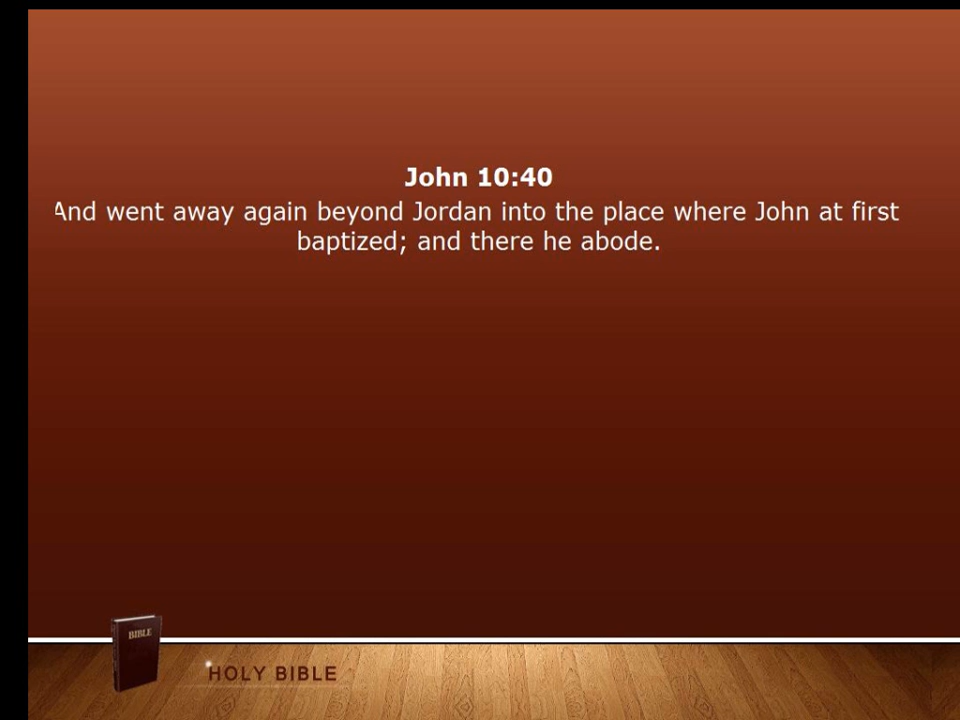 John 10:40
And went away again beyond Jordan into the place where John at first
baptized; and there he abode.
BIBLE
HOLY BIBLE